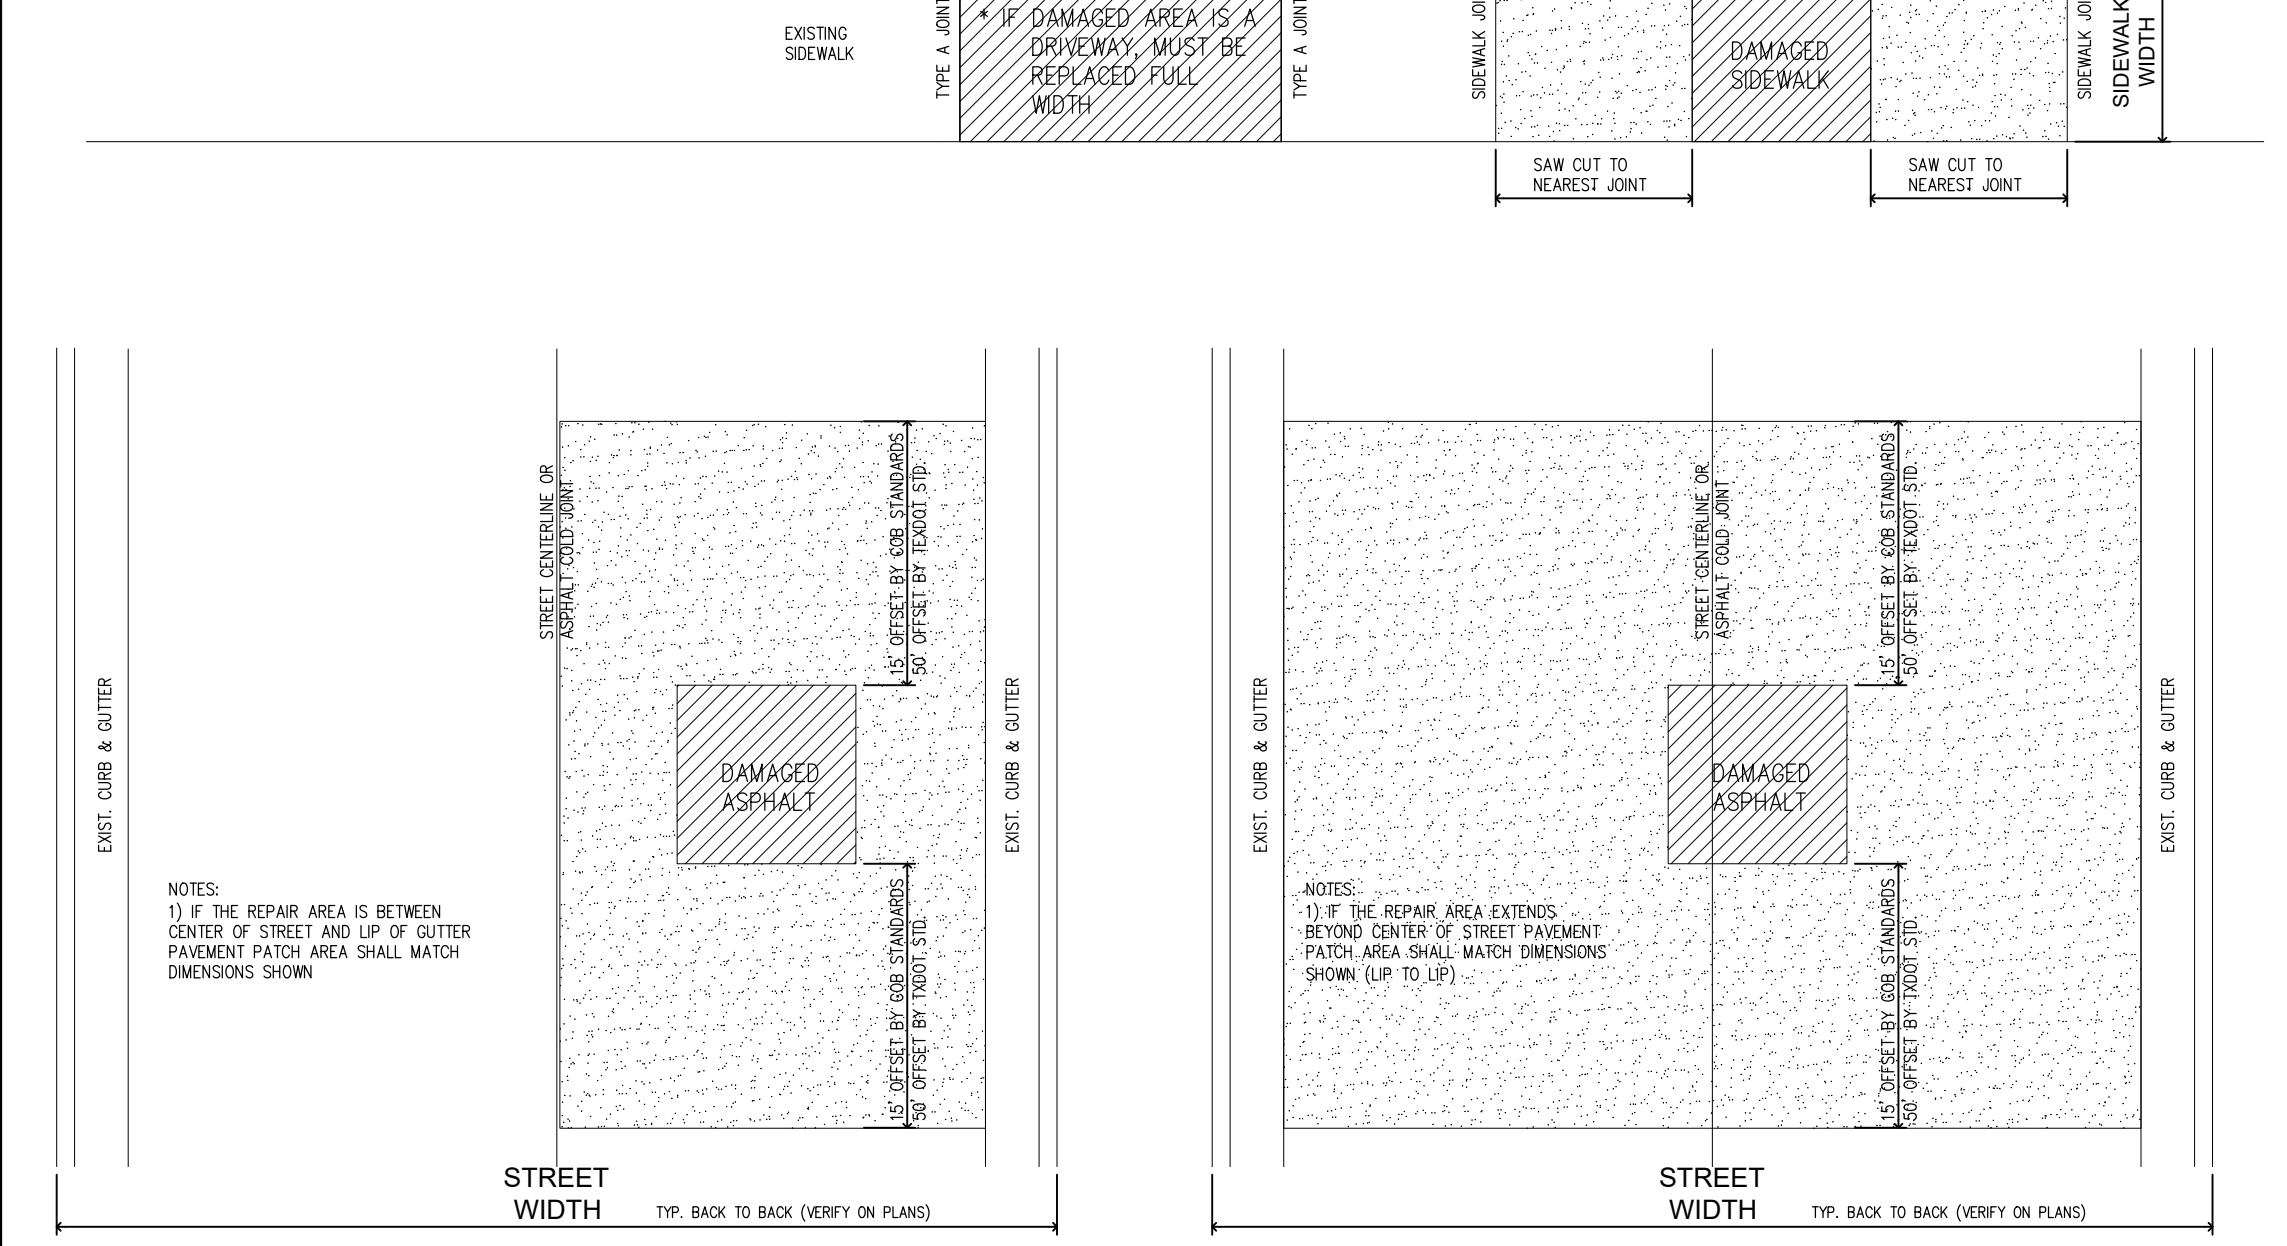 EXISTING
SIDEWALK
TYPE A JOINT
* IF DAMAGED AREA IS A
DRIVEWAY, MUST BE
REPLACED FULL
WIDTH
TYPE A JOINT
SIDEWALK
DAMAGED
SIDEWALK
SIDEWALK
SIDEWALK
WIDTH
SAW CUT TO
NEAREST JOINT
SAW CUT TO
NEAREST JOINT
EXIST. CURB & GUTTER
STREET CENTERLINE OR
ASPHALT COLD JOINT
15' OFFSET BY COB STANDARDS
50' OFFSET BY TEXDOT STD.
DAMAGED
ASPHALT
EXIST. CURB & GUTTER
NOTES:
1) IF THE REPAIR AREA IS BETWEEN
CENTER OF STREET AND LIP OF GUTTER
PAVEMENT PATCH AREA SHALL MATCH
DIMENSIONS SHOWN
15' OFFSET BY COB STANDARDS
50' OFFSET BY TXDOT STD.
STREET
WIDTH
TYP. BACK TO BACK (VERIFY ON PLANS)
EXIST. CURB & GUTTER
STREET CENTERLINE OR
ASPHALT COLD JOINT
15' OFFSET BY COB STANDARDS
50' OFFSET BY TEXDOT STD.
DAMAGED
ASPHALT
EXIST. CURB & GUTTER
NOTES:
1) IF THE REPAIR AREA EXTENDS
BEYOND CENTER OF STREET PAVEMENT
PATCH AREA SHALL MATCH DIMENSIONS
SHOWN (LIP TO LIP)
15' OFFSET BY COB STANDARDS
50' OFFSET BY TXDOT STD.
STREET
WIDTH
TYP. BACK TO BACK (VERIFY ON PLANS)